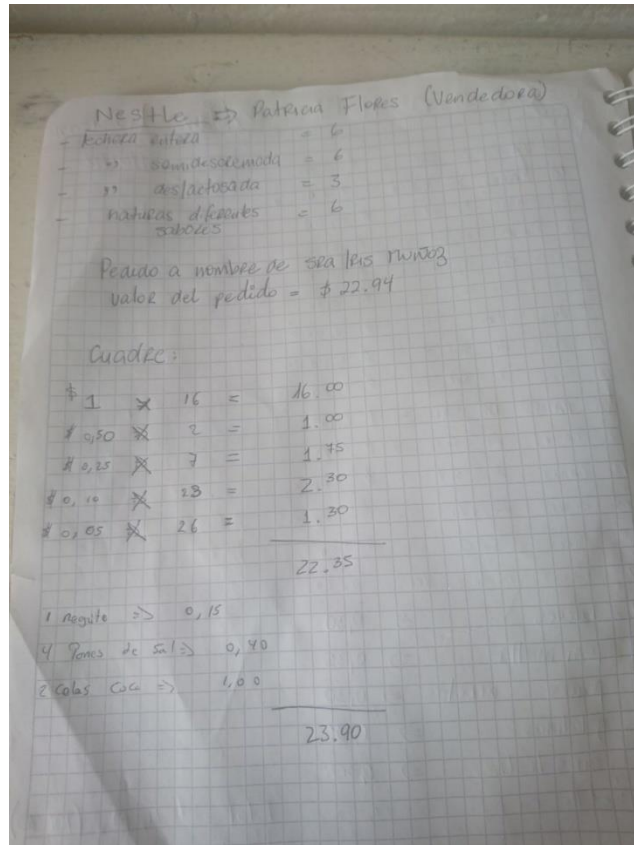 Nestle => Patricia Flores (Vendedora)
- lechera entera = 6
- " semidescremada = 6
- " deslactosada = 3
- naturas diferentes = 6
sabores
Pedido a nombre de sra Iris Muñoz
valor del pedido = $ 22.94
Cuadre:
$ 1 x 16 = 16.00
$ 0,50 x 2 = 1.00
$ 0,25 x 7 = 1.75
$ 0,10 x 23 = 2.30
$ 0,05 x 26 = 1.30
22.35
1 => 0,15
4 Panes de sal => 0,40
2 colas coca => 1,00
23.90